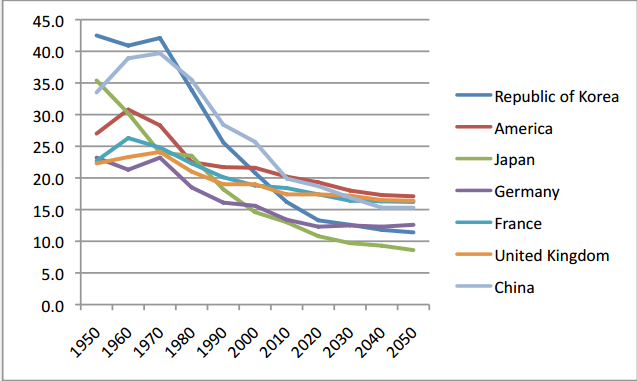 45.0
40.0
35.0
30.0
25.0
20.0
15.0
10.0
5.0
0.0
1950 1960 1970 1980 1990 2000 2010 2020 2030 2040 2050
Republic of Korea
America
Japan
Germany
France
United Kingdom
China